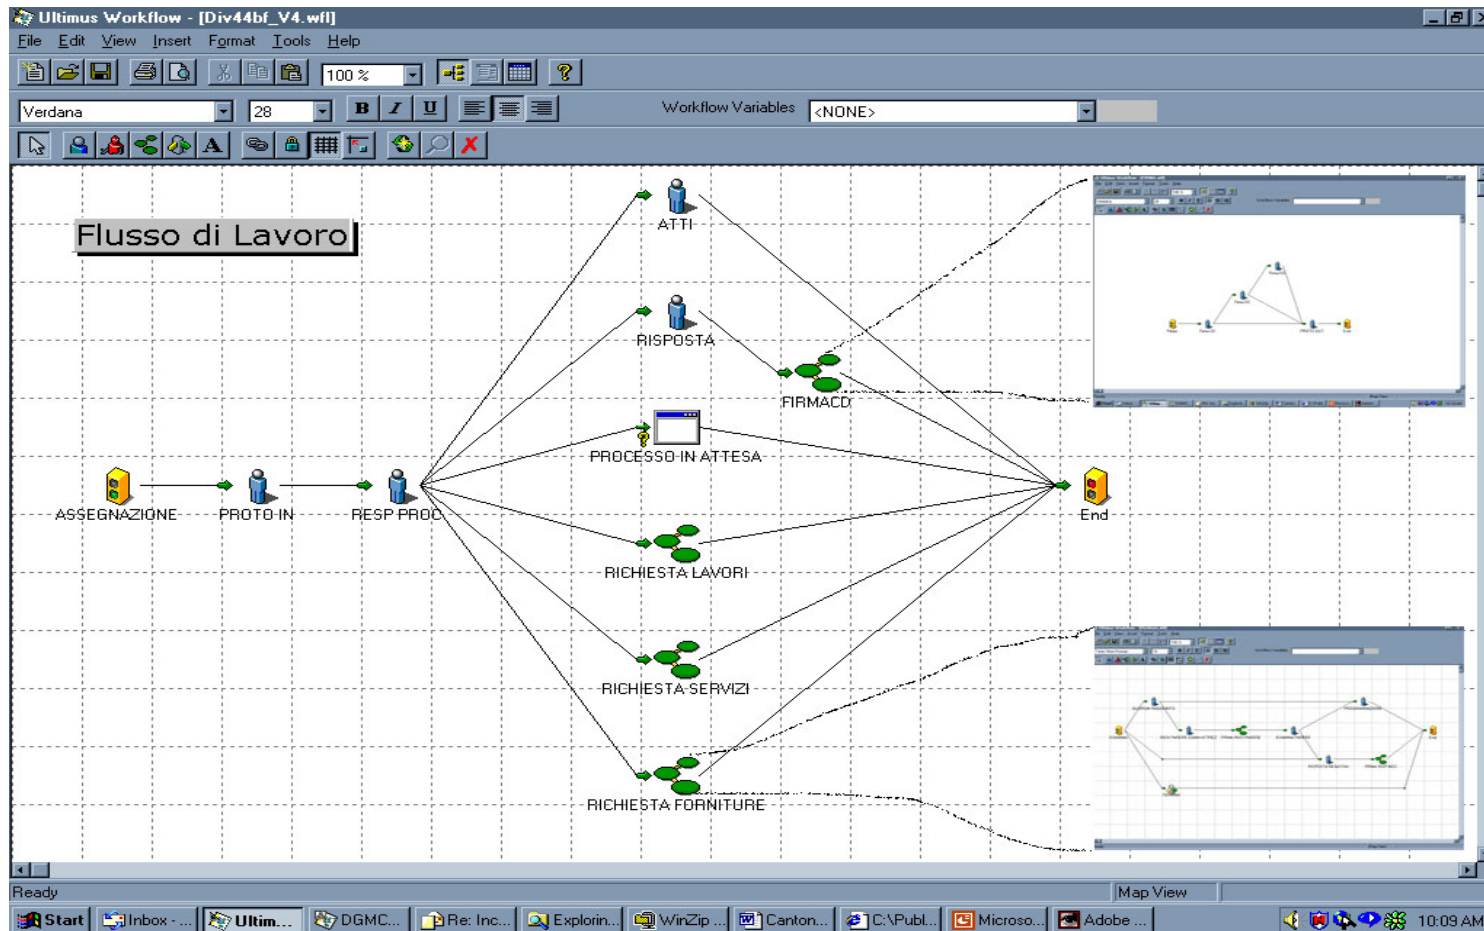 Ultimus Workflow - [Div44bf_V4.wfl]
File Edit View Insert Format Tools Help
100 %
Verdana 28 B I U Workflow Variables <NONE>
A
Flusso di Lavoro
ATTI
RISPOSTA
FIRMACD
PROCESSO IN ATTESA
ASSEGNAZIONE PROTO IN RESP PROC End
RICHIESTA LAVORI
RICHIESTA SERVIZI
RICHIESTA FORNITURE
Ready Map View
Start Inbox - ... Ultim... DGMC... Re: Inc... Explorin... WinZip ... Canton... C:\Publ... Microso... Adobe ... 10:09 AM